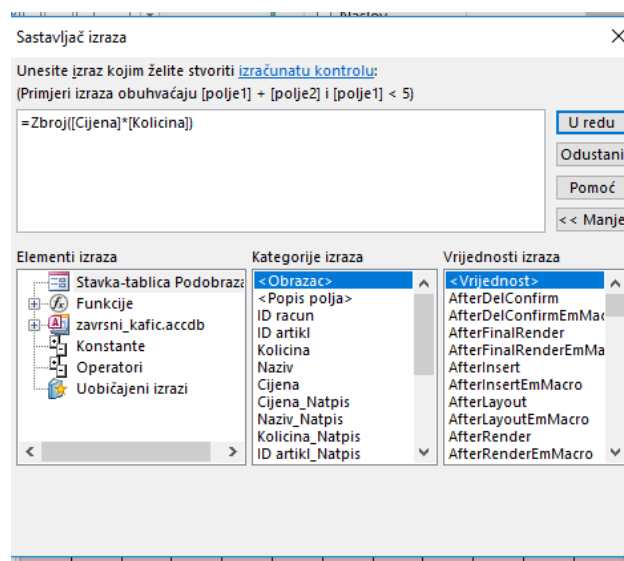 Naslov
Sastavljač izraza
Unesite izraz kojim želite stvoriti izračunatu kontrolu:
(Primjeri izraza obuhvaćaju [polje1] + [polje2] i [polje1] < 5)
=Zbroj([Cijena]*[Kolicina])
U redu
Odustani
Pomoć
<< Manje
Elementi izraza
Stavka-tablica Podobraza
Funkcije
zavrsni_kafic.accdb
Konstante
Operatori
Uobičajeni izrazi
Kategorije izraza
<Obrazac>
<Popis polja>
ID racun
ID artikl
Kolicina
Naziv
Cijena
Cijena_Natpis
Naziv_Natpis
Kolicina_Natpis
ID artikl_Natpis
Vrijednosti izraza
<Vrijednost>
AfterDelConfirm
AfterDelConfirmEmMac
AfterFinalRender
AfterFinalRenderEmMa
AfterInsert
AfterInsertEmMacro
AfterLayout
AfterLayoutEmMacro
AfterRender
AfterRenderEmMacro